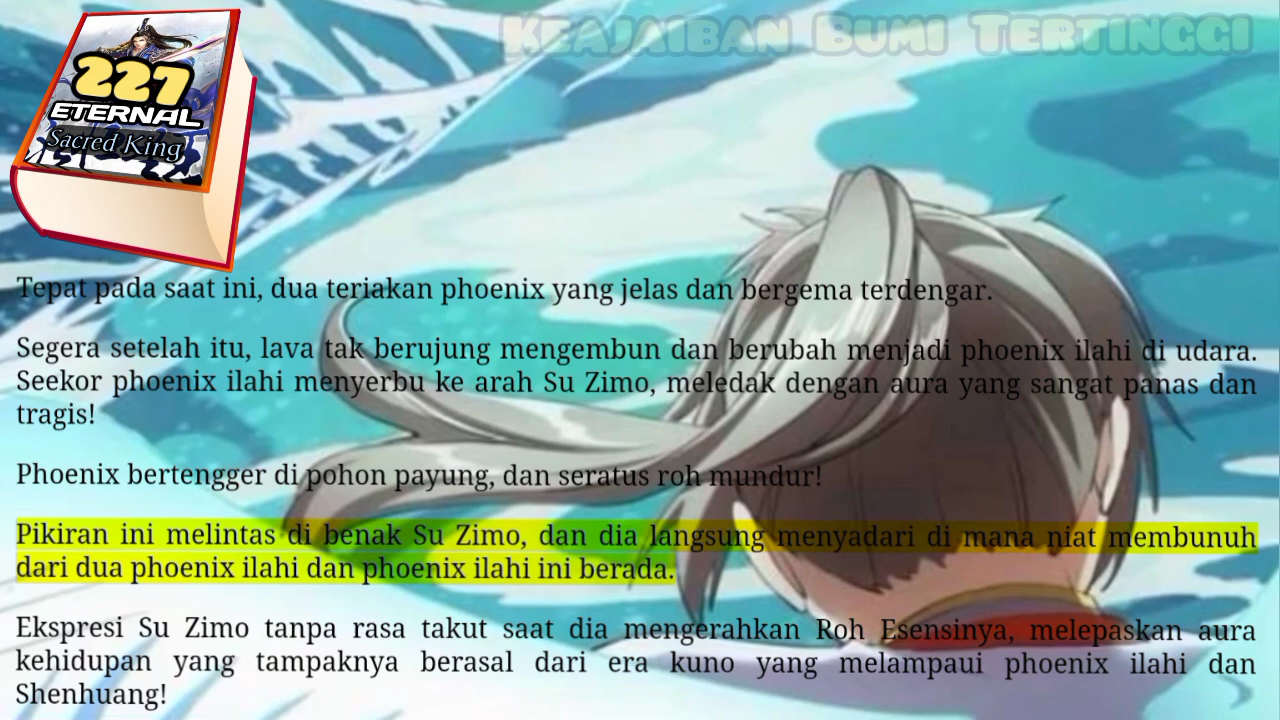 Keajaiban Bumi Tertinggi
227
ETERNAL
Sacred King
Tepat pada saat ini, dua teriakan phoenix yang jelas dan bergema terdengar.
Segera setelah itu, lava tak berujung mengembun dan berubah menjadi phoenix ilahi di udara.
Seekor phoenix ilahi menyerbu ke arah Su Zimo, meledak dengan aura yang sangat panas dan
tragis!
Phoenix bertengger di pohon payung, dan seratus roh mundur!
Pikiran ini melintas di benak Su Zimo, dan dia langsung menyadari di mana niat membunuh
dari dua phoenix ilahi dan phoenix ilahi ini berada.
Ekspresi Su Zimo tanpa rasa takut saat dia mengerahkan Roh Esensinya, melepaskan aura
kehidupan yang tampaknya berasal dari era kuno yang melampaui phoenix ilahi dan
Shenhuang!